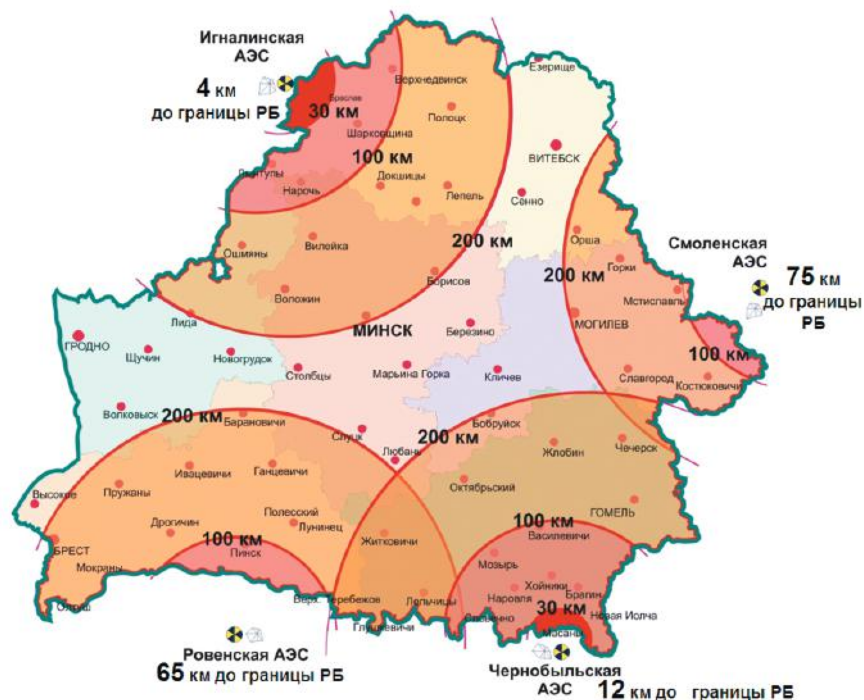 Игналинская
АЭС
4 км
до границы РБ
30 км
Браслав
Верхнедвинск
Шарковщина
100 км
Полоцк
Езерище
ВИТЕБСК
Нарочь
Докшицы
Лепель
Сенно
200 км
Ошмяны
Вилейка
Борисов
Воложин
Орша
Смоленская
АЭС
75 км
до границы
РБ
200 км
Горки
Мстиславль
МОГИЛЕВ
100 км
Славгород
Костюковичи
Лида
МИНСК
Березино
ГРОДНО
Щучин
Новогрудок
Столбцы
Марьина Горка
Кличев
Волковыск
200 км
Барановичи
Слуцк
Любань
200 км
Бобруйск
Жлобин
Чечерск
Ивацевичи
Ганцевичи
Высокое
Пружаны
Октябрьский
ГОМЕЛЬ
Полесский
Лунинец
Дрогичин
БРЕСТ
Мокраны
100 км
Пинск
Житковичи
100 км
Василевичи
Мозырь
Хойники
Брагин
Наровля
30 км
Новая Иолча
Масаны
Лельчицы
Верх. Теребежов
Глушкевичи
Словечно
Ровенская АЭС
65 км до границы РБ
Чернобыльская
АЭС
12 км до границы РБ